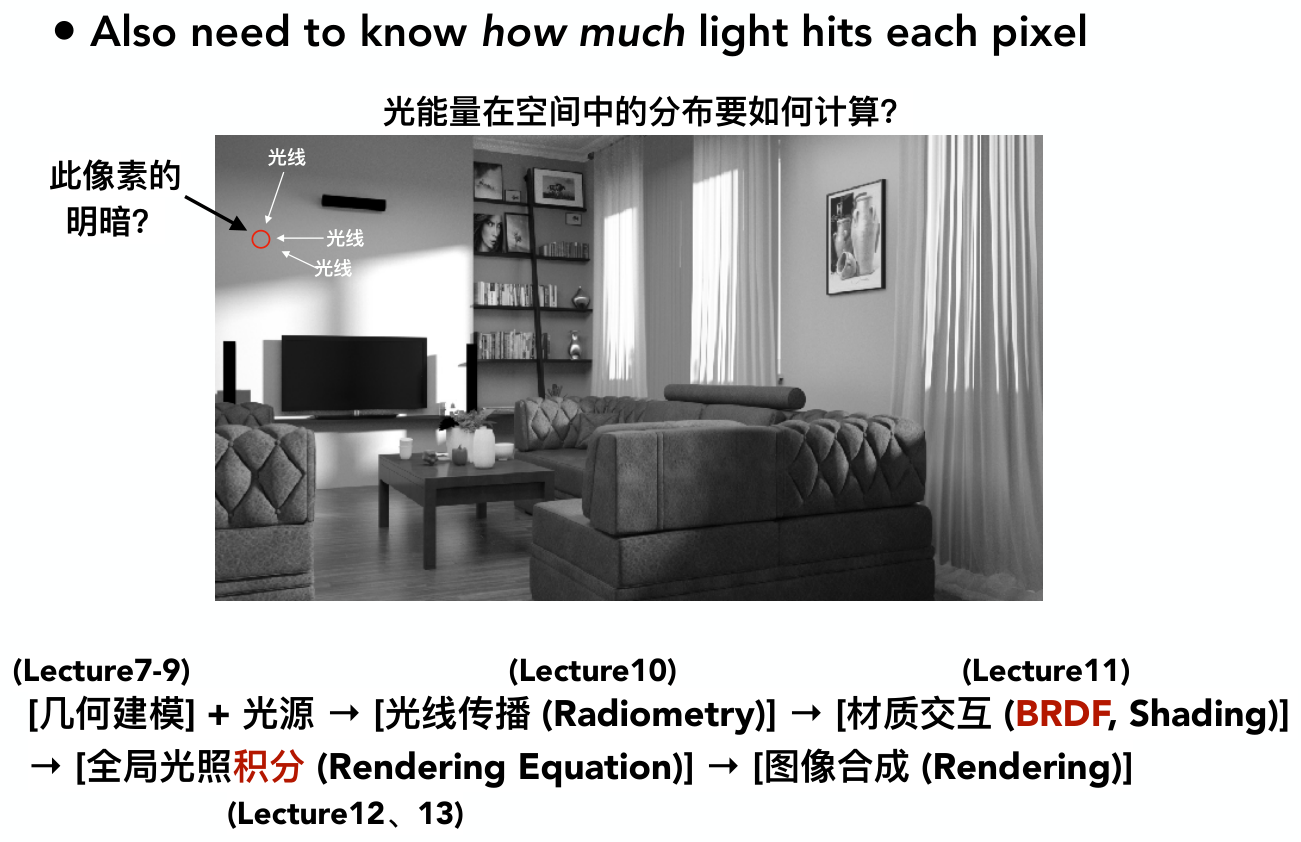 • Also need to know how much light hits each pixel
光能量在空间中的分布要如何计算？
此像素的
明暗？
光线
光线
光线
(Lecture7-9)
(Lecture10)
(Lecture11)
[几何建模] + 光源 → [光线传播 (Radiometry)] → [材质交互 (BRDF, Shading)]
→ [全局光照积分 (Rendering Equation)] → [图像合成 (Rendering)]
(Lecture12、13)